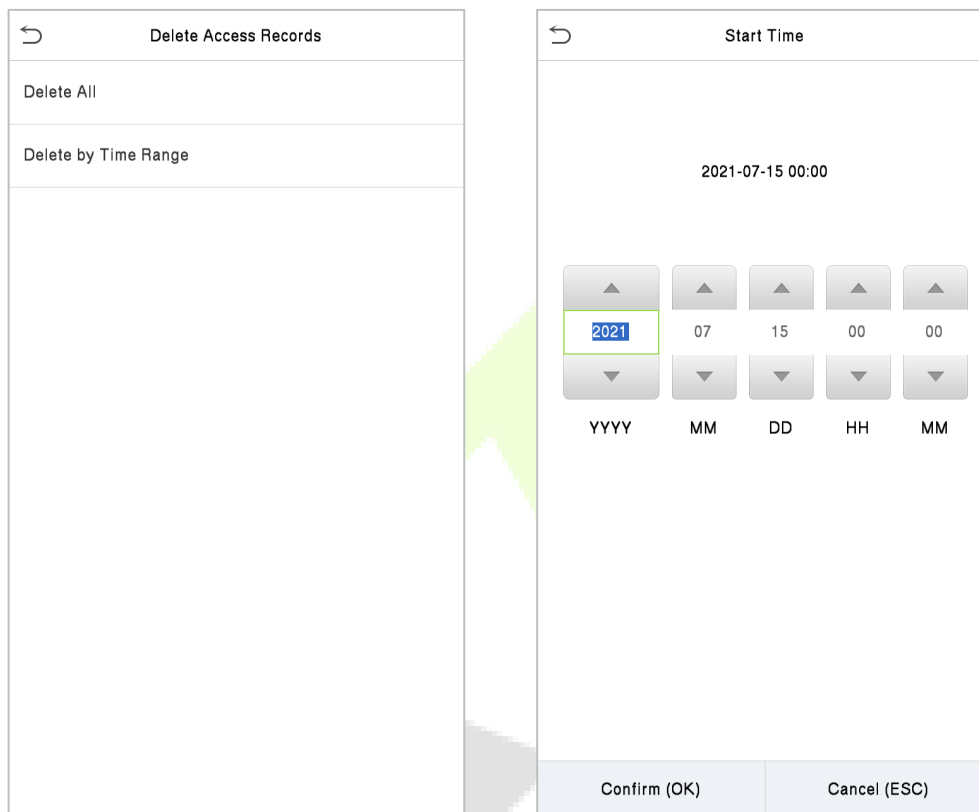 Delete Access Records
Delete All
Delete by Time Range
Start Time
2021-07-15 00:00
2021 07 15 00 00
YYYY MM DD HH MM
Confirm (OK) Cancel (ESC)